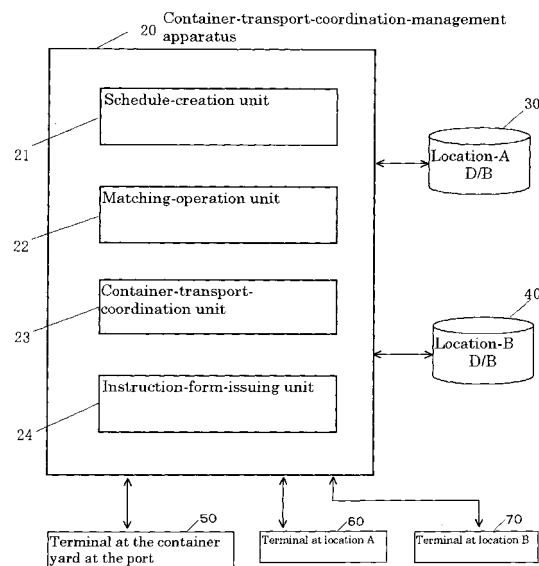 20 Container-transport-coordination-management
apparatus
Schedule-creation unit
21
30
Location-A
D/B
Matching-operation unit
22
Container-transport-
coordination unit
23
40
Location-B
D/B
Instruction-form-issuing unit
24
50
60
70
Terminal at the container
yard at the port
Terminal at location A
Terminal at location B